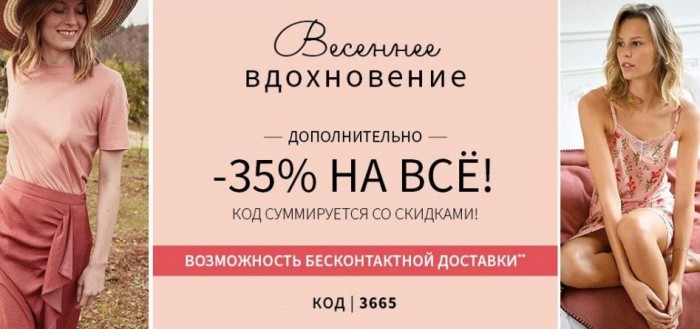 Весеннее
ВДОХНОВЕНИЕ
— ДОПОЛНИТЕЛЬНО —
-35% НА ВСЁ!
КОД СУММИРУЕТСЯ СО СКИДКАМИ!
ВОЗМОЖНОСТЬ БЕСКОНТАКТНОЙ ДОСТАВКИ**
КОД | 3665